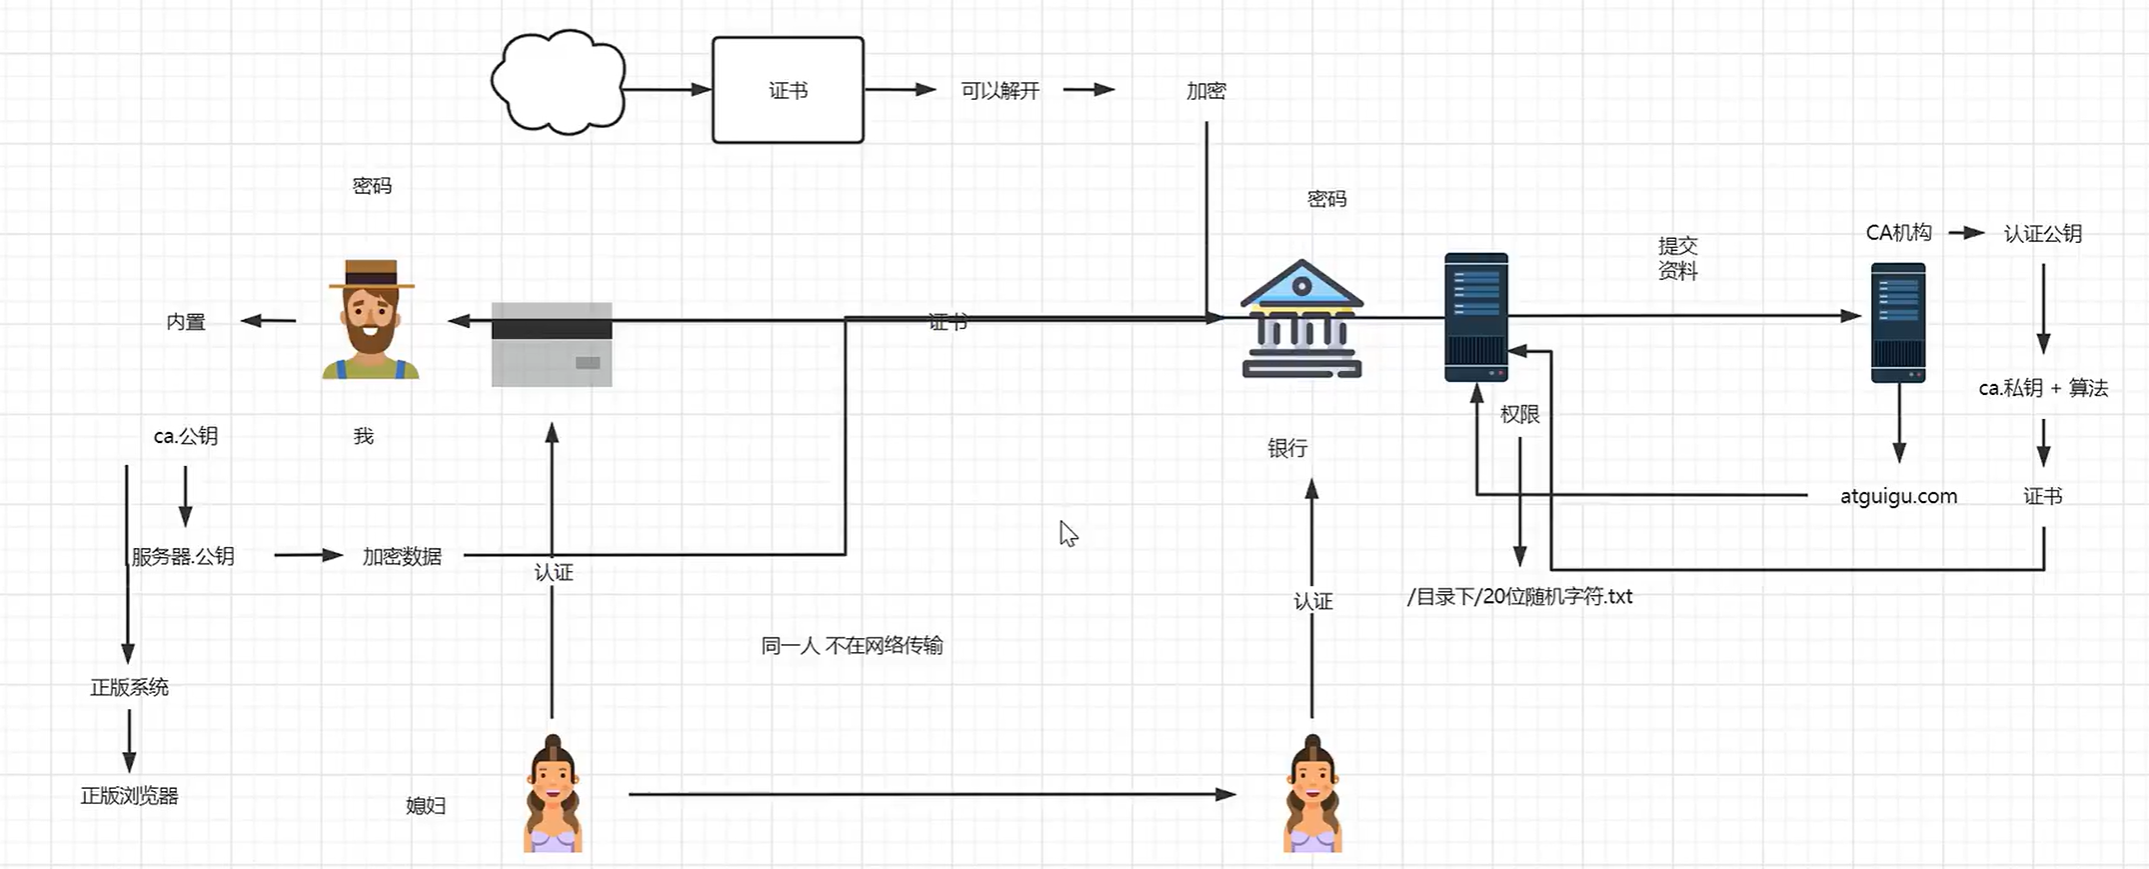 证书
可以解开
加密
密码
密码
CA机构
认证公钥
提交
资料
内置
证书
ca.私钥 + 算法
权限
ca.公钥
我
银行
atguigu.com
证书
服务器.公钥
加密数据
认证
认证
/目录下/20位随机字符.txt
同一人 不在网络传输
正版系统
正版浏览器
媳妇